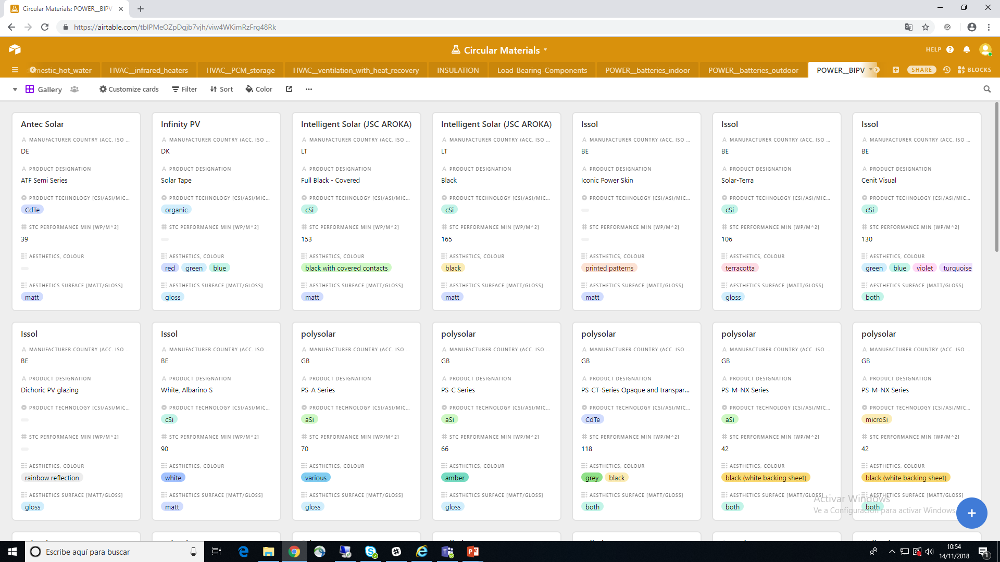 Circular Materials: POWER__BIPV
https://airtable.com/tblPMeOZpDgjb7vjh/viw4WKimRzFrg48Rk
Circular Materials
HELP
mestic_hot_water HVAC__infrared_heaters HVAC__PCM_storage HVAC__ventilation_with_heat_recovery INSULATION Load-Bearing-Components POWER__batteries_indoor POWER__batteries_outdoor POWER__BIPV SHARE BLOCKS
Gallery Customize cards Filter Sort Color ...
Antec Solar
MANUFACTURER COUNTRY (ACC. ISO ...
DE
PRODUCT DESIGNATION
ATF Semi Series
PRODUCT TECHNOLOGY [CSI/ASI/MIC...
CdTe
STC PERFORMANCE MIN [WP/M^2]
39
AESTHETICS, COLOUR
AESTHETICS SURFACE [MATT/GLOSS]
matt
Infinity PV
MANUFACTURER COUNTRY (ACC. ISO ...
DK
PRODUCT DESIGNATION
Solar Tape
PRODUCT TECHNOLOGY [CSI/ASI/MIC...
organic
STC PERFORMANCE MIN [WP/M^2]
AESTHETICS, COLOUR
red green blue
AESTHETICS SURFACE [MATT/GLOSS]
gloss
Intelligent Solar (JSC AROKA)
MANUFACTURER COUNTRY (ACC. ISO ...
LT
PRODUCT DESIGNATION
Full Black - Covered
PRODUCT TECHNOLOGY [CSI/ASI/MIC...
cSi
STC PERFORMANCE MIN [WP/M^2]
153
AESTHETICS, COLOUR
black with covered contacts
AESTHETICS SURFACE [MATT/GLOSS]
matt
Intelligent Solar (JSC AROKA)
MANUFACTURER COUNTRY (ACC. ISO ...
LT
PRODUCT DESIGNATION
Black
PRODUCT TECHNOLOGY [CSI/ASI/MIC...
cSi
STC PERFORMANCE MIN [WP/M^2]
165
AESTHETICS, COLOUR
black
AESTHETICS SURFACE [MATT/GLOSS]
matt
Issol
MANUFACTURER COUNTRY (ACC. ISO ...
BE
PRODUCT DESIGNATION
Iconic Power Skin
PRODUCT TECHNOLOGY [CSI/ASI/MIC...
STC PERFORMANCE MIN [WP/M^2]
AESTHETICS, COLOUR
printed patterns
AESTHETICS SURFACE [MATT/GLOSS]
matt
Issol
MANUFACTURER COUNTRY (ACC. ISO ...
BE
PRODUCT DESIGNATION
Solar-Terra
PRODUCT TECHNOLOGY [CSI/ASI/MIC...
cSi
STC PERFORMANCE MIN [WP/M^2]
106
AESTHETICS, COLOUR
terracotta
AESTHETICS SURFACE [MATT/GLOSS]
gloss
Issol
MANUFACTURER COUNTRY (ACC. ISO ...
BE
PRODUCT DESIGNATION
Cenit Visual
PRODUCT TECHNOLOGY [CSI/ASI/MIC...
cSi
STC PERFORMANCE MIN [WP/M^2]
130
AESTHETICS, COLOUR
green blue violet turquoise
AESTHETICS SURFACE [MATT/GLOSS]
both
Issol
MANUFACTURER COUNTRY (ACC. ISO ...
BE
PRODUCT DESIGNATION
Dichoric PV glazing
PRODUCT TECHNOLOGY [CSI/ASI/MIC...
STC PERFORMANCE MIN [WP/M^2]
AESTHETICS, COLOUR
rainbow reflection
AESTHETICS SURFACE [MATT/GLOSS]
gloss
Issol
MANUFACTURER COUNTRY (ACC. ISO ...
BE
PRODUCT DESIGNATION
White, Albarino S
PRODUCT TECHNOLOGY [CSI/ASI/MIC...
cSi
STC PERFORMANCE MIN [WP/M^2]
90
AESTHETICS, COLOUR
white
AESTHETICS SURFACE [MATT/GLOSS]
matt
polysolar
MANUFACTURER COUNTRY (ACC. ISO ...
GB
PRODUCT DESIGNATION
PS-A Series
PRODUCT TECHNOLOGY [CSI/ASI/MIC...
aSi
STC PERFORMANCE MIN [WP/M^2]
70
AESTHETICS, COLOUR
various
AESTHETICS SURFACE [MATT/GLOSS]
gloss
polysolar
MANUFACTURER COUNTRY (ACC. ISO ...
GB
PRODUCT DESIGNATION
PS-C Series
PRODUCT TECHNOLOGY [CSI/ASI/MIC...
aSi
STC PERFORMANCE MIN [WP/M^2]
66
AESTHETICS, COLOUR
amber
AESTHETICS SURFACE [MATT/GLOSS]
gloss
polysolar
MANUFACTURER COUNTRY (ACC. ISO ...
GB
PRODUCT DESIGNATION
PS-CT-Series Opaque and transpar...
PRODUCT TECHNOLOGY [CSI/ASI/MIC...
CdTe
STC PERFORMANCE MIN [WP/M^2]
118
AESTHETICS, COLOUR
grey black
AESTHETICS SURFACE [MATT/GLOSS]
both
polysolar
MANUFACTURER COUNTRY (ACC. ISO ...
GB
PRODUCT DESIGNATION
PS-M-NX Series
PRODUCT TECHNOLOGY [CSI/ASI/MIC...
aSi
STC PERFORMANCE MIN [WP/M^2]
42
AESTHETICS, COLOUR
black (white backing sheet)
AESTHETICS SURFACE [MATT/GLOSS]
both
polysolar
MANUFACTURER COUNTRY (ACC. ISO ...
GB
PRODUCT DESIGNATION
PS-M-NX Series
PRODUCT TECHNOLOGY [CSI/ASI/MIC...
microSi
STC PERFORMANCE MIN [WP/M^2]
42
AESTHETICS, COLOUR
black (white backing sheet)
AESTHETICS SURFACE [MATT/GLOSS]
both
Activar Windows
Ve a Configuración para activar Windows.
Escribe aquí para buscar
10:54
14/11/2018
1